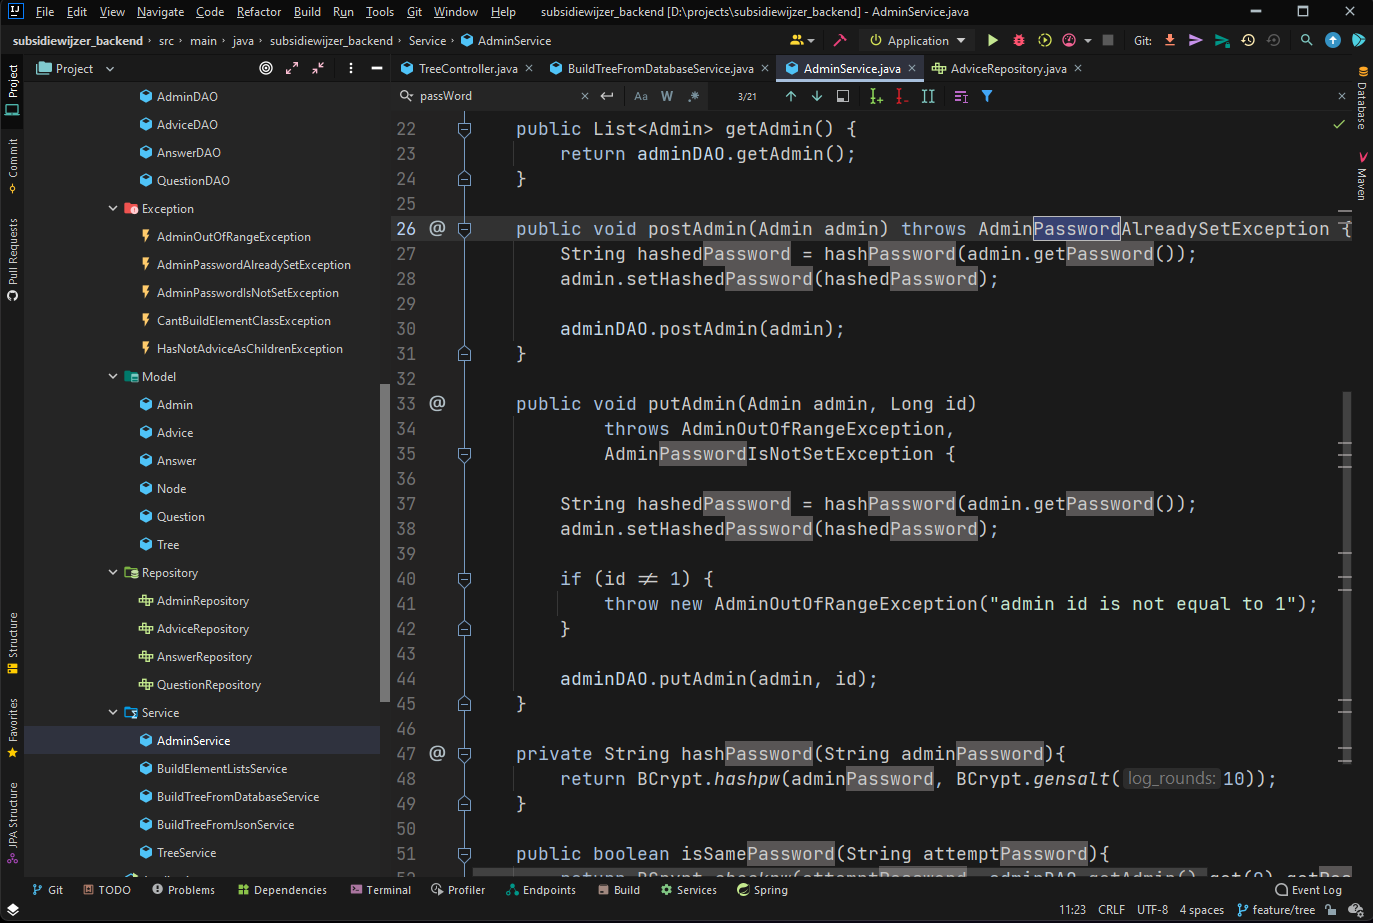 File Edit View Navigate Code Refactor Build Run Tools Git Window Help subsidiewijzer_backend [D:\projects\subsidiewijzer_backend] - AdminService.java
subsidiewijzer_backend › src › main › java › subsidiewijzer_backend › Service › AdminService
Application
Git:
Project
TreeController.java
BuildTreeFromDatabaseService.java
AdminService.java
AdviceRepository.java
passWord
Aa W .* 3/21
Project
Commit
Pull Requests
Structure
Favorites
JPA Structure
AdminDAO
AdviceDAO
AnswerDAO
QuestionDAO
Exception
AdminOutOfRangeException
AdminPasswordAlreadySetException
AdminPasswordIsNotSetException
CantBuildElementClassException
HasNotAdviceAsChildrenException
Model
Admin
Advice
Answer
Node
Question
Tree
Repository
AdminRepository
AdviceRepository
AnswerRepository
QuestionRepository
Service
AdminService
BuildElementListsService
BuildTreeFromDatabaseService
BuildTreeFromJsonService
TreeService
22 public List<Admin> getAdmin() {
23 return adminDAO.getAdmin();
24 }
25
26 @ public void postAdmin(Admin admin) throws AdminPasswordAlreadySetException {
27 String hashedPassword = hashPassword(admin.getPassword());
28 admin.setHashedPassword(hashedPassword);
29
30 adminDAO.postAdmin(admin);
31 }
32
33 @ public void putAdmin(Admin admin, Long id)
34 throws AdminOutOfRangeException,
35 AdminPasswordIsNotSetException {
36
37 String hashedPassword = hashPassword(admin.getPassword());
38 admin.setHashedPassword(hashedPassword);
39
40 if (id != 1) {
41 throw new AdminOutOfRangeException("admin id is not equal to 1");
42 }
43
44 adminDAO.putAdmin(admin, id);
45 }
46
47 @ private String hashPassword(String adminPassword){
48 return BCrypt.hashpw(adminPassword, BCrypt.gensalt( log_rounds: 10));
49 }
50
51 public boolean isSamePassword(String attemptPassword){
Database
Maven
Git TODO Problems Dependencies Terminal Profiler Endpoints Build Services Spring Event Log
11:23 CRLF UTF-8 4 spaces feature/tree